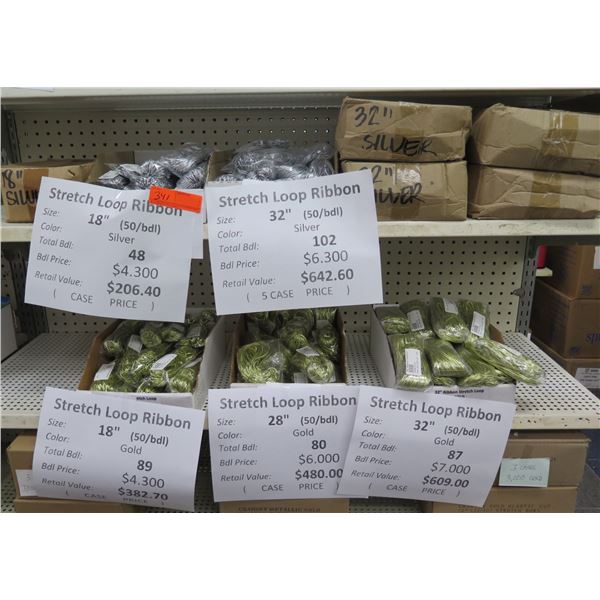 32"
SILVER
18"
32"
SILVER
341
Stretch Loop Ribbon
Size: 18" (50/bdl)
Color: Silver
Total Bdl: 48
Bdl Price: $4.300
Retail Value: $206.40
( CASE PRICE )
Stretch Loop Ribbon
Size: 32" (50/bdl)
Color: Silver
Total Bdl: 102
Bdl Price: $6.300
Retail Value: $642.60
( 5 CASE PRICE )
32" Ribbon Stretch Loop
Stretch Loop Ribbon
Size: 18" (50/bdl)
Color: Gold
Total Bdl: 89
Bdl Price: $4.300
Retail Value: $382.70
( CASE PRICE )
Stretch Loop Ribbon
Size: 28" (50/bdl)
Color: Gold
Total Bdl: 80
Bdl Price: $6.000
Retail Value: $480.00
( CASE PRICE )
Stretch Loop Ribbon
Size: 32" (50/bdl)
Color: Gold
Total Bdl: 87
Bdl Price: $7.000
Retail Value: $609.00
( CASE PRICE )